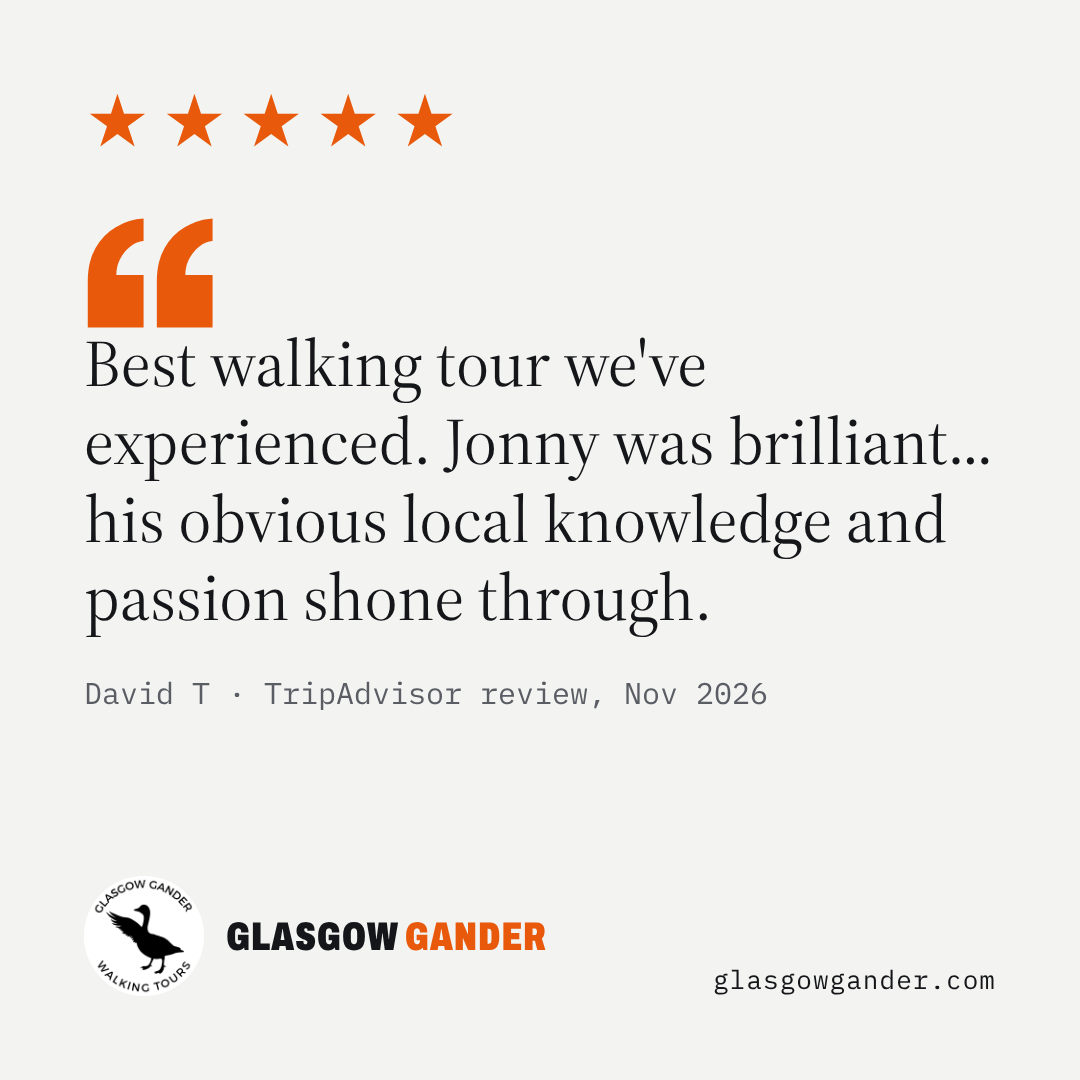 ★★★★★
“
Best walking tour we've
experienced. Jonny was brilliant...
his obvious local knowledge and
passion shone through.
David T · TripAdvisor review, Nov 2026
GLASGOW GANDER
WALKING TOURS
GLASGOW GANDER
glasgowgander.com